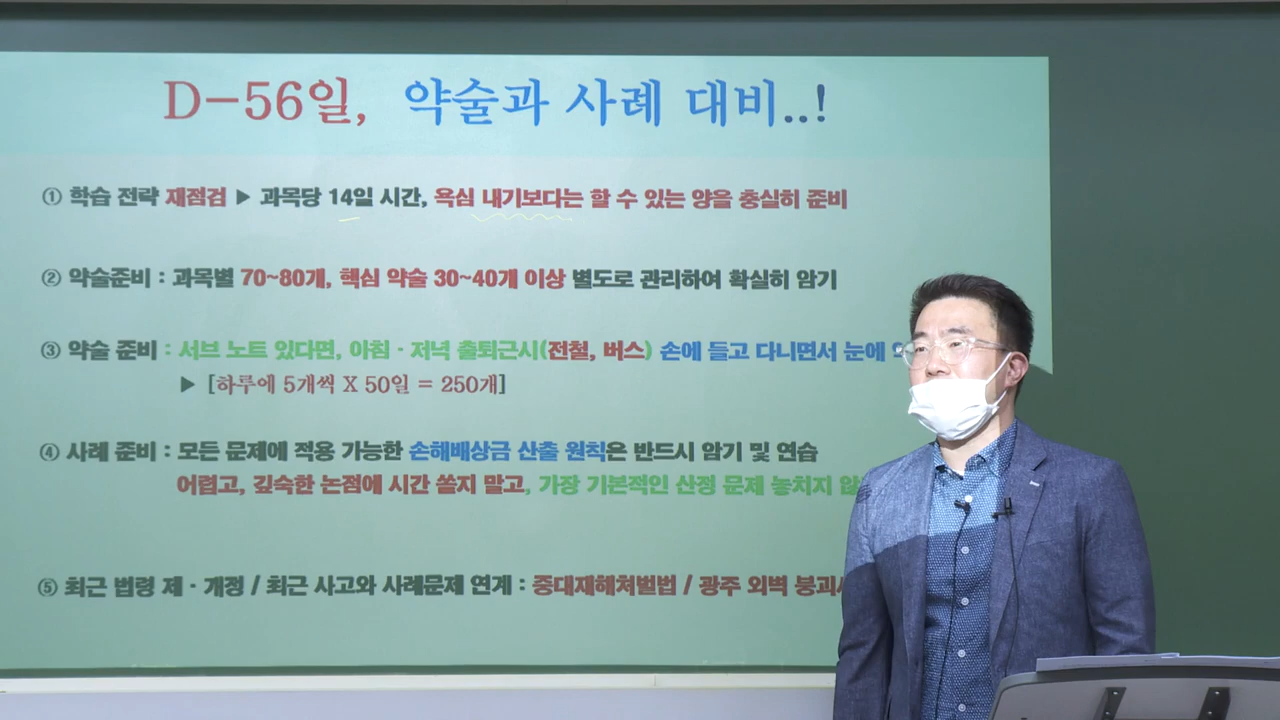 D-56일, 약술과 사례 대비..!
① 학습 전략 재점검 ▶ 과목당 14일 시간, 욕심 내기보다는 할 수 있는 양을 충실히 준비
② 약술준비 : 과목별 70~80개, 핵심 약술 30~40개 이상 별도로 관리하여 확실히 암기
③ 약술 준비 : 서브 노트 있다면, 아침 · 저녁 출퇴근시(전철, 버스) 손에 들고 다니면서 눈에
▶ [하루에 5개씩 X 50일 = 250개]
④ 사례 준비 : 모든 문제에 적용 가능한 손해배상금 산출 원칙은 반드시 암기 및 연습
어렵고, 깊숙한 논점에 시간 쏟지 말고, 가장 기본적인 산정 문제 놓치지
⑤ 최근 법령 제 · 개정 / 최근 사고와 사례문제 연계 : 중대재해처벌법 / 광주 외벽 붕괴